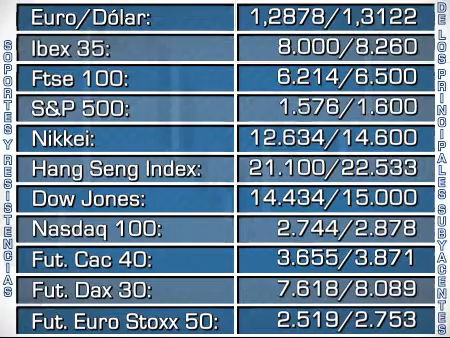 SOPORTES Y RESISTENCIAS
Euro/Dólar: 1,2878/1,3122
Ibex 35: 8.000/8.260
Ftse 100: 6.214/6.500
S&P 500: 1.576/1.600
Nikkei: 12.634/14.600
Hang Seng Index: 21.100/22.533
Dow Jones: 14.434/15.000
Nasdaq 100: 2.744/2.878
Fut. Cac 40: 3.655/3.871
Fut. Dax 30: 7.618/8.089
Fut. Euro Stoxx 50: 2.519/2.753
DE LOS PRINCIPALES SUBYACENTES